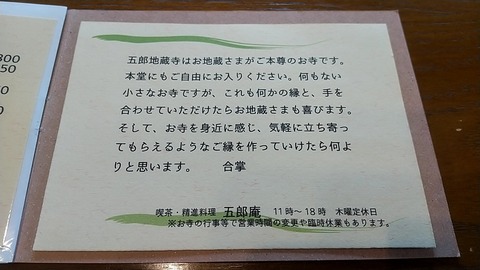 五郎地蔵寺はお地蔵さまがご本尊のお寺です。
本堂にもご自由にお入りください。何もない
小さなお寺ですが、これも何かの縁と、手を
合わせていただけたらお地蔵さまも喜びます。
そして、お寺を身近に感じ、気軽に立ち寄っ
てもらえるようなご縁を作っていけたら何よ
りと思います。　　合掌
喫茶・精進料理　五郎庵　11時～18時　木曜定休日
※お寺の行事等で営業時間の変更や臨時休業もあります。